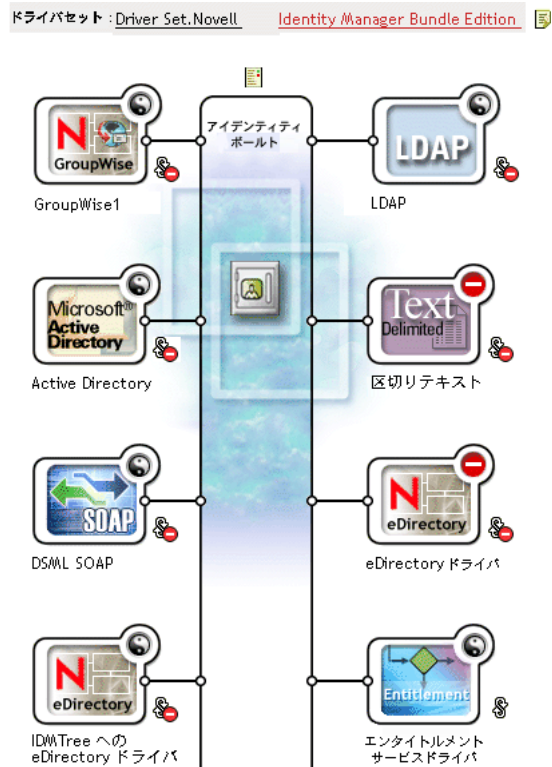 ドライバセット : Driver Set.Novell Identity Manager Bundle Edition
アイデンティティ
ボールト
N
GroupWise
GroupWise1
LDAP
LDAP
Microsoft®
Active
Directory
Active Directory
Text
Delimited
区切りテキスト
SOAP
DSML SOAP
N
eDirectory
eDirectory ドライバ
N
eDirectory
IDMTree への
eDirectory ドライバ
Entitlement
エンタイトルメント
サービスドライバ